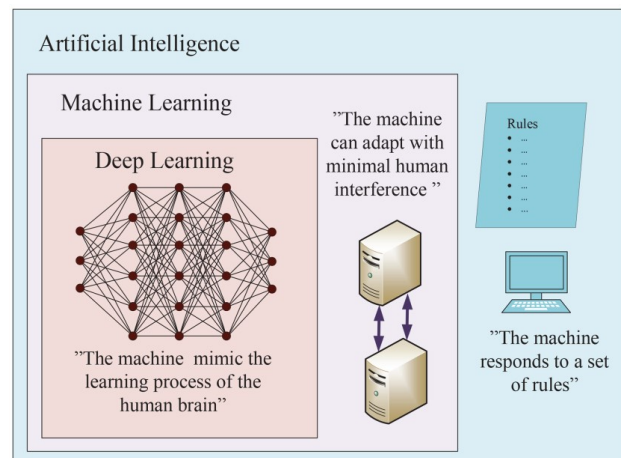 Artificial Intelligence
Machine Learning
Deep Learning
”The machine mimic the
learning process of the
human brain”
”The machine
can adapt with
minimal human
interference ”
Rules
• ...
• ...
• ...
• ...
• ...
• ...
• ...
”The machine
responds to a set
of rules”